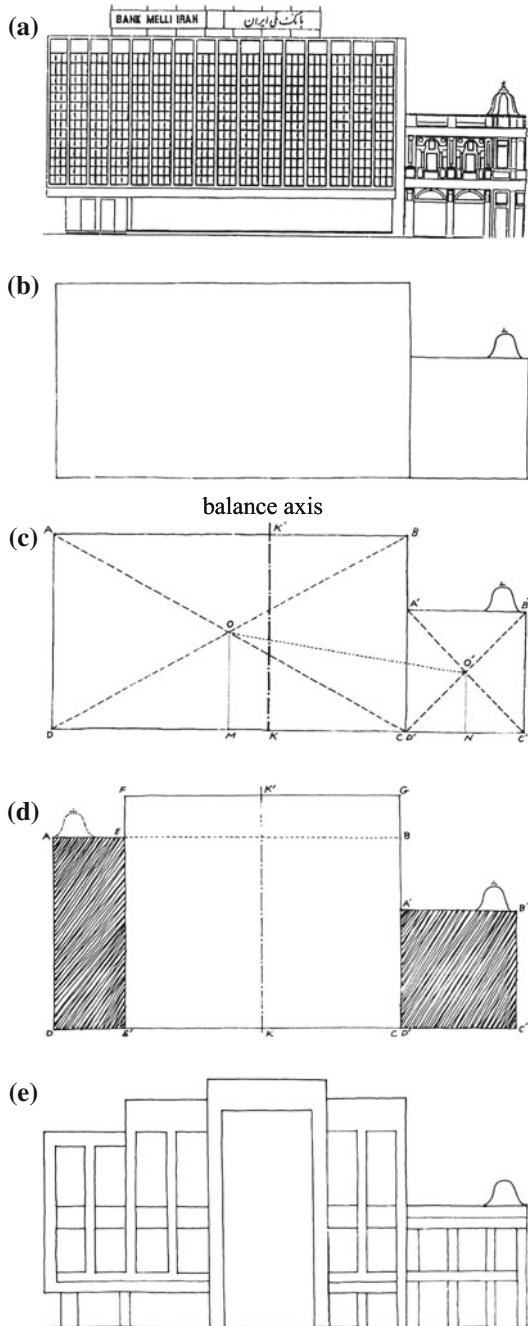 (a)
BANK MELLI IRAN بانک ملی ایران
(b)
balance axis
(c)
A K' B
A' B'
O
O'
D M K C D' N C'
(d)
F K' G
A E B
A' B'
D E' K C D' C'
(e)